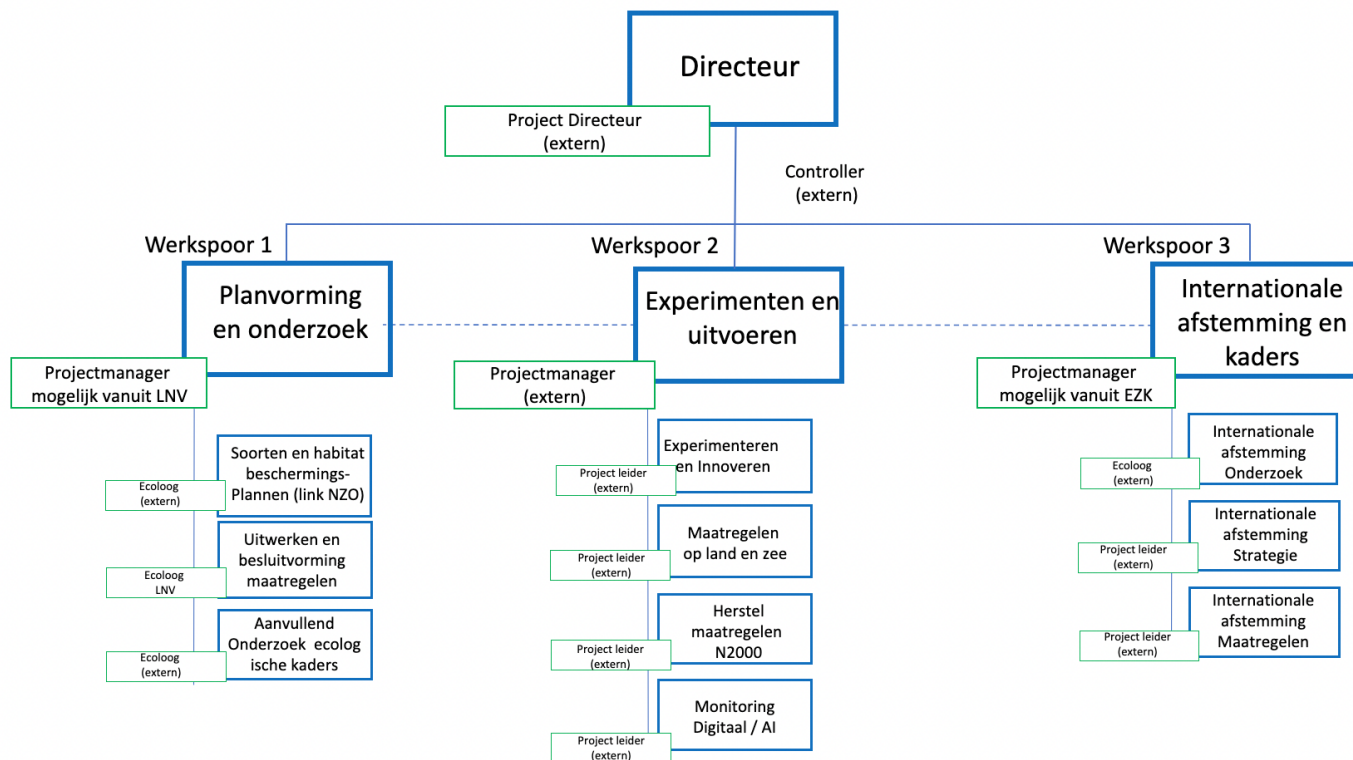 Directeur
Project Directeur
(extern)
Controller
(extern)
Werkspoor 1
Planvorming
en onderzoek
Projectmanager
mogelijk vanuit LNV
Soorten en habitat
beschermings-
Plannen (link NZO)
Ecoloog
(extern)
Uitwerken en
besluitvorming
maatregelen
Ecoloog
LNV
Aanvullend
Onderzoek ecolog
ische kaders
Ecoloog
(extern)
Werkspoor 2
Experimenten en
uitvoeren
Projectmanager
(extern)
Experimenteren
en Innoveren
Project leider
(extern)
Maatregelen
op land en zee
Project leider
(extern)
Herstel
maatregelen
N2000
Project leider
(extern)
Monitoring
Digitaal / AI
Project leider
(extern)
Werkspoor 3
Internationale
afstemming en
kaders
Projectmanager
mogelijk vanuit EZK
Internationale
afstemming
Onderzoek
Ecoloog
(extern)
Internationale
afstemming
Strategie
Project leider
(extern)
Internationale
afstemming
Maatregelen
Project leider
(extern)